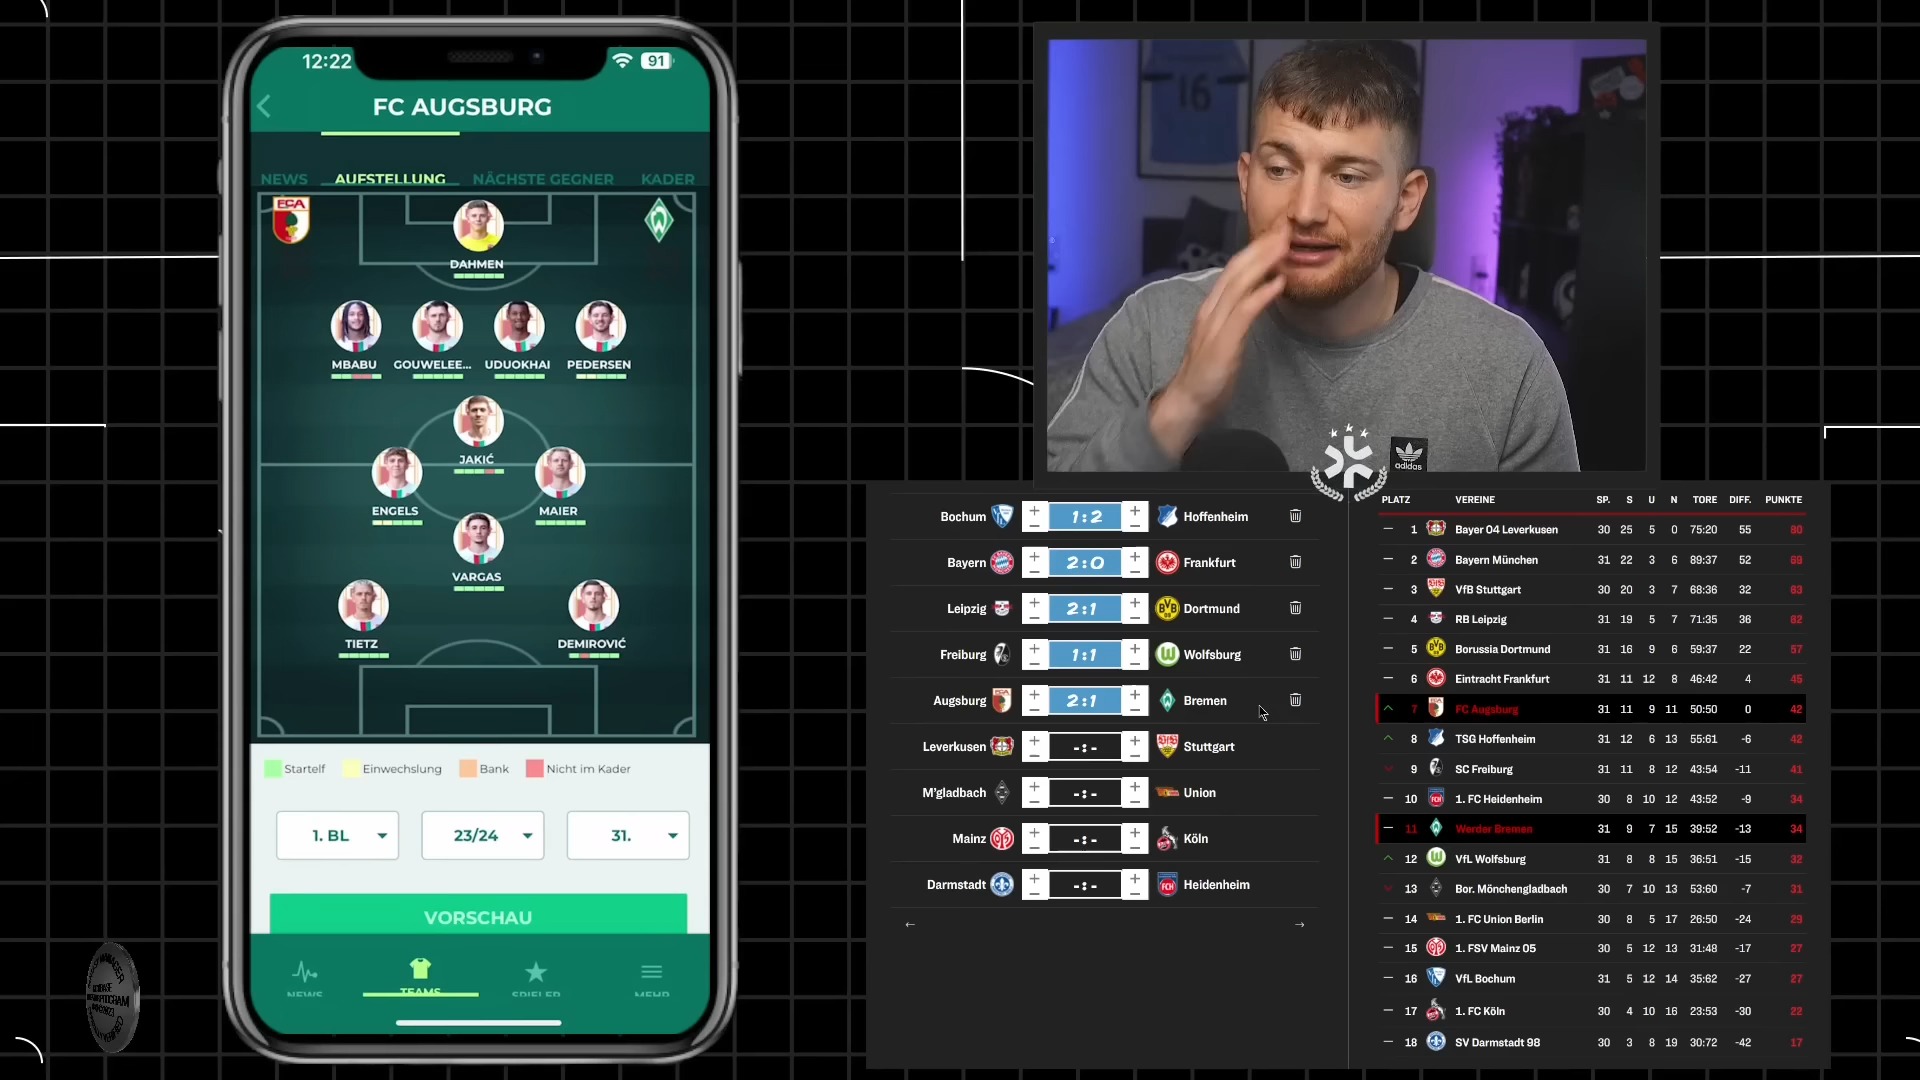 12:22
91
FC AUGSBURG
NEWS AUFSTELLUNG NÄCHSTE GEGNER KADER
FCA
DAHMEN
MBABU GOUWELEE... UDUOKHAI PEDERSEN
JAKIĆ
ENGELS MAIER
VARGAS
TIETZ DEMIROVIĆ
Startelf Einwechslung Bank Nicht im Kader
1. BL 23/24 31.
VORSCHAU
NEWS TEAMS SPIELER MEHR
16
adidas
Bochum + − 1:2 + − Hoffenheim
Bayern + − 2:0 + − Frankfurt
Leipzig + − 2:1 + − Dortmund
Freiburg + − 1:1 + − Wolfsburg
Augsburg + − 2:1 + − Bremen
Leverkusen + − -:- + − Stuttgart
M'gladbach + − -:- + − Union
Mainz + − -:- + − Köln
Darmstadt + − -:- + − Heidenheim
← →
PLATZ VEREINE SP. S U N TORE DIFF. PUNKTE
1 Bayer 04 Leverkusen 30 25 5 0 75:20 55 80
2 Bayern München 31 22 3 6 89:37 52 69
3 VfB Stuttgart 30 20 3 7 68:36 32 63
4 RB Leipzig 31 19 5 7 71:35 36 62
5 Borussia Dortmund 31 16 9 6 59:37 22 57
6 Eintracht Frankfurt 31 11 12 8 46:42 4 45
7 FC Augsburg 31 11 9 11 50:50 0 42
8 TSG Hoffenheim 31 12 6 13 55:61 -6 42
9 SC Freiburg 31 11 8 12 43:54 -11 41
10 1. FC Heidenheim 30 8 10 12 43:52 -9 34
11 Werder Bremen 31 9 7 15 39:52 -13 34
12 VfL Wolfsburg 31 8 8 15 36:51 -15 32
13 Bor. Mönchengladbach 30 7 10 13 53:60 -7 31
14 1. FC Union Berlin 30 8 5 17 26:50 -24 29
15 1. FSV Mainz 05 30 5 12 13 31:48 -17 27
16 VfL Bochum 31 5 12 14 35:62 -27 27
17 1. FC Köln 30 4 10 16 23:53 -30 22
18 SV Darmstadt 98 30 3 8 19 30:72 -42 17